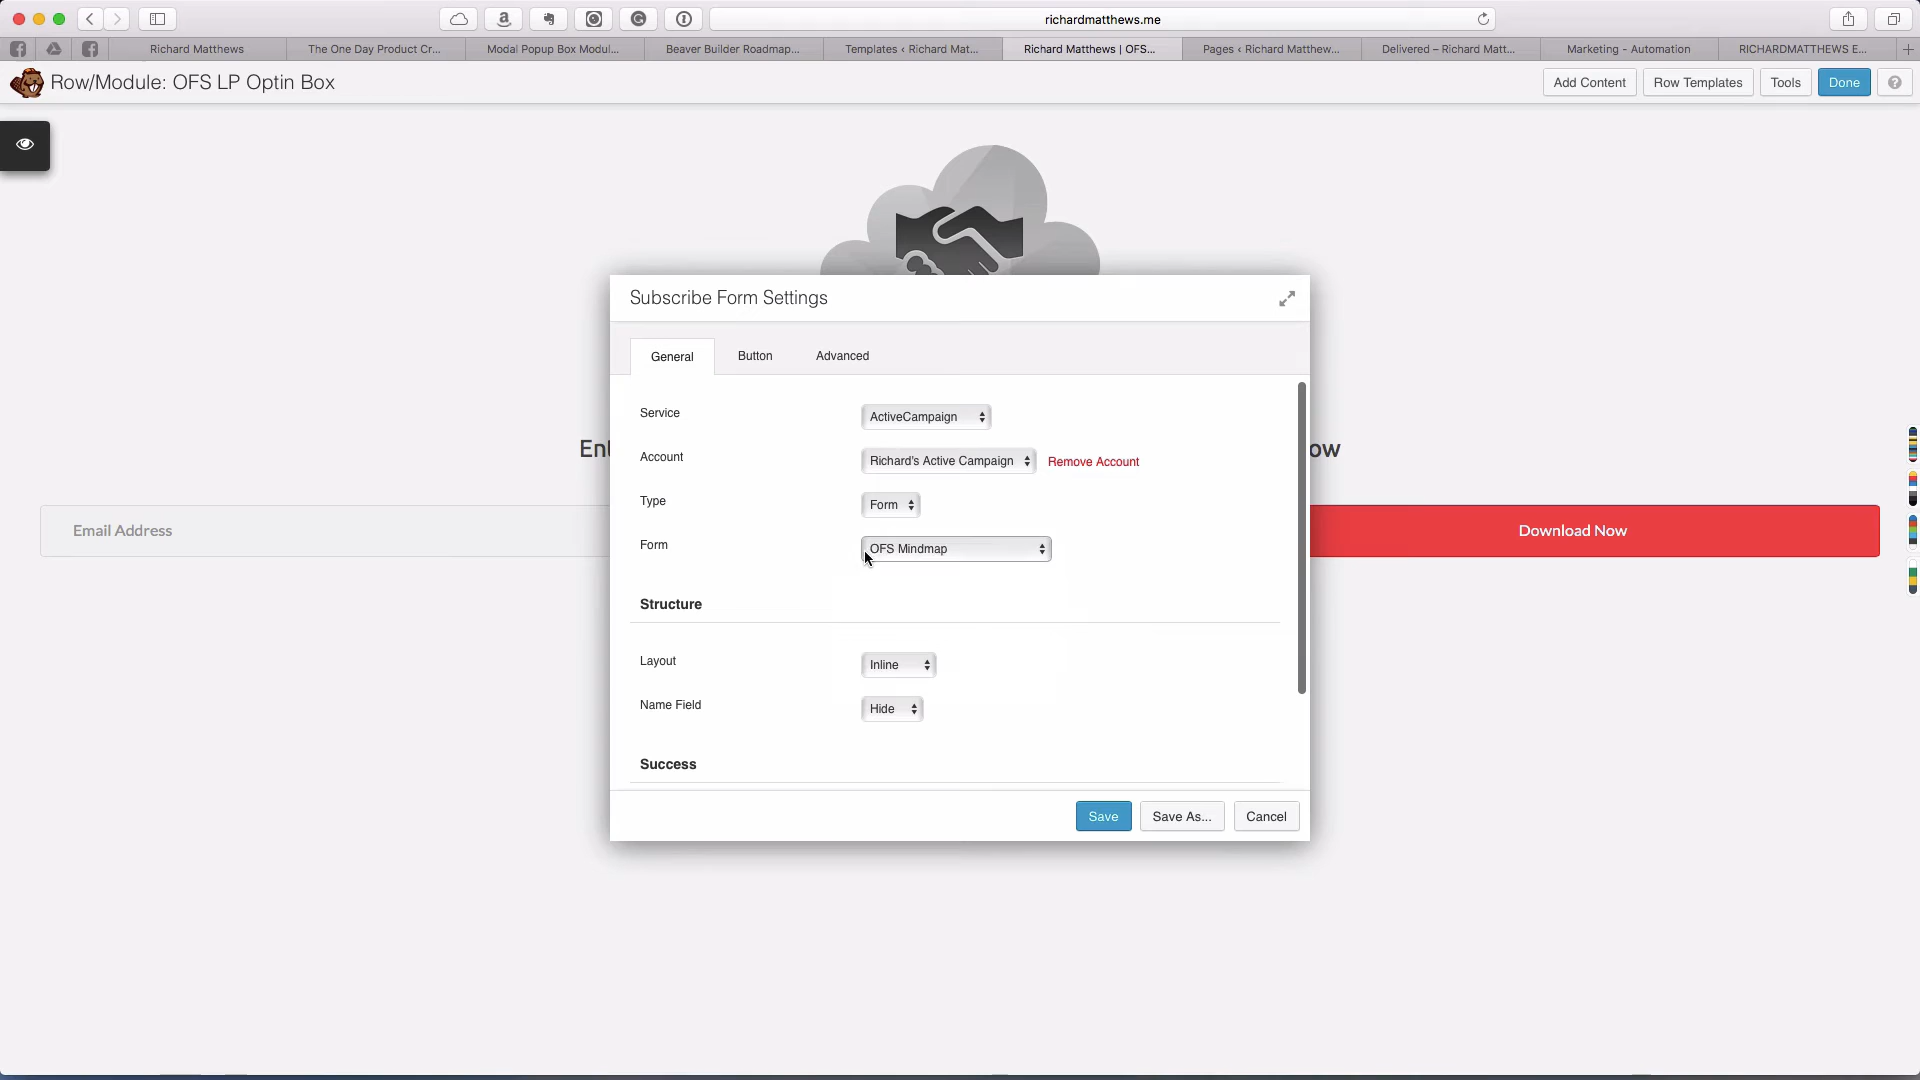 richardmatthews.me
Richard Matthews
The One Day Product Cr...
Modal Popup Box Modul...
Beaver Builder Roadmap...
Templates < Richard Mat...
Richard Matthews | OFS...
Pages < Richard Matthew...
Delivered – Richard Matt...
Marketing - Automation
RICHARDMATTHEWS E...
Row/Module: OFS LP Optin Box
Add Content
Row Templates
Tools
Done
?
Subscribe Form Settings
General
Button
Advanced
Service
ActiveCampaign
Account
Richard's Active Campaign
Remove Account
Type
Form
Form
OFS Mindmap
Structure
Layout
Inline
Name Field
Hide
Success
Save
Save As...
Cancel
Email Address
Download Now